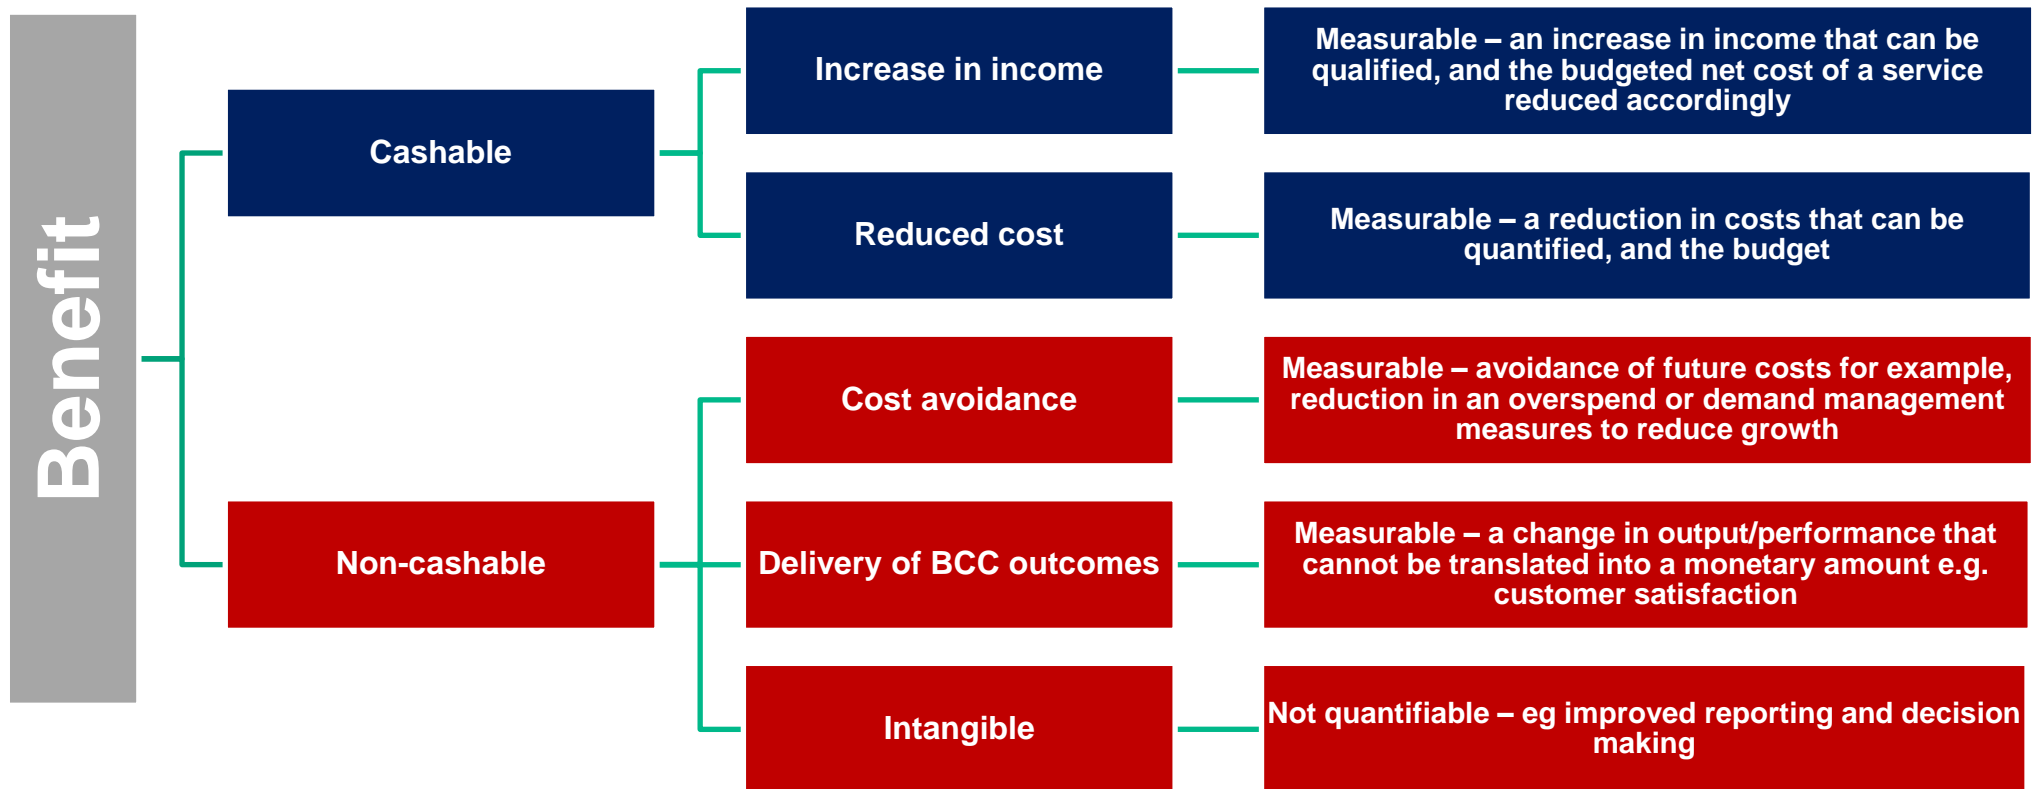 Benefit
Cashable
Increase in income
Measurable – an increase in income that can be
qualified, and the budgeted net cost of a service
reduced accordingly
Reduced cost
Measurable – a reduction in costs that can be
quantified, and the budget
Non-cashable
Cost avoidance
Measurable – avoidance of future costs for example,
reduction in an overspend or demand management
measures to reduce growth
Delivery of BCC outcomes
Measurable – a change in output/performance that
cannot be translated into a monetary amount e.g.
customer satisfaction
Intangible
Not quantifiable – eg improved reporting and decision
making